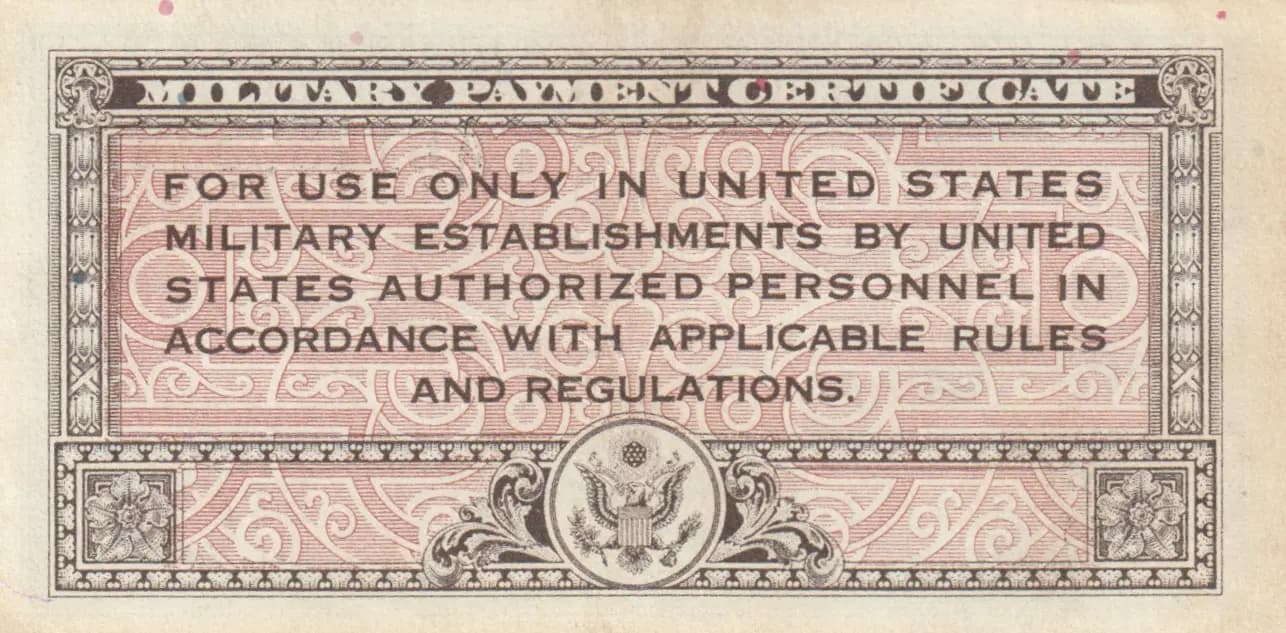 MILITARY PAYMENT CERTIFICATE
FOR USE ONLY IN UNITED STATES
MILITARY ESTABLISHMENTS BY UNITED
STATES AUTHORIZED PERSONNEL IN
ACCORDANCE WITH APPLICABLE RULES
AND REGULATIONS.